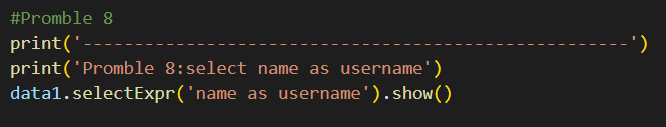 #Promble 8
print('-----------------------------------------------------')
print('Promble 8:select name as username')
data1.selectExpr('name as username').show()